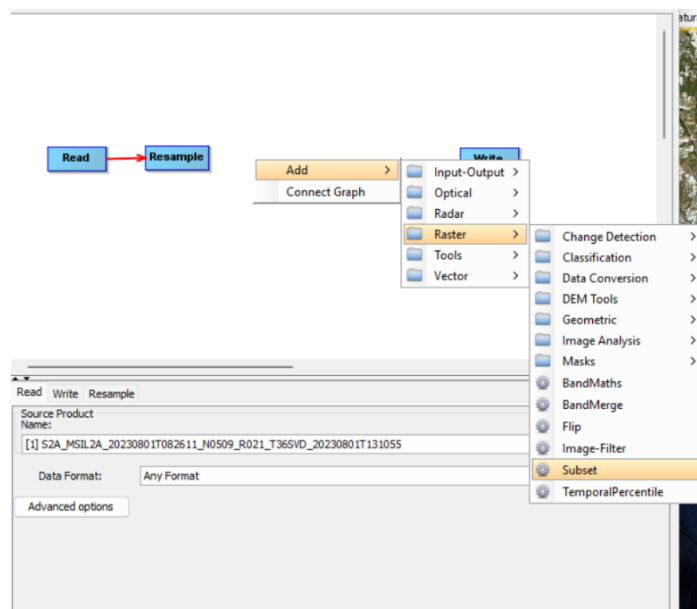 atur
Read
Resample
Write
Add
Connect Graph
Input-Output
Optical
Radar
Raster
Tools
Vector
Change Detection
Classification
Data Conversion
DEM Tools
Geometric
Image Analysis
Masks
BandMaths
BandMerge
Flip
Image-Filter
Subset
TemporalPercentile
Read Write Resample
Source Product
Name:
[1] S2A_MSIL2A_20230801T082611_N0509_R021_T36SVD_20230801T131055
Data Format: Any Format
Advanced options